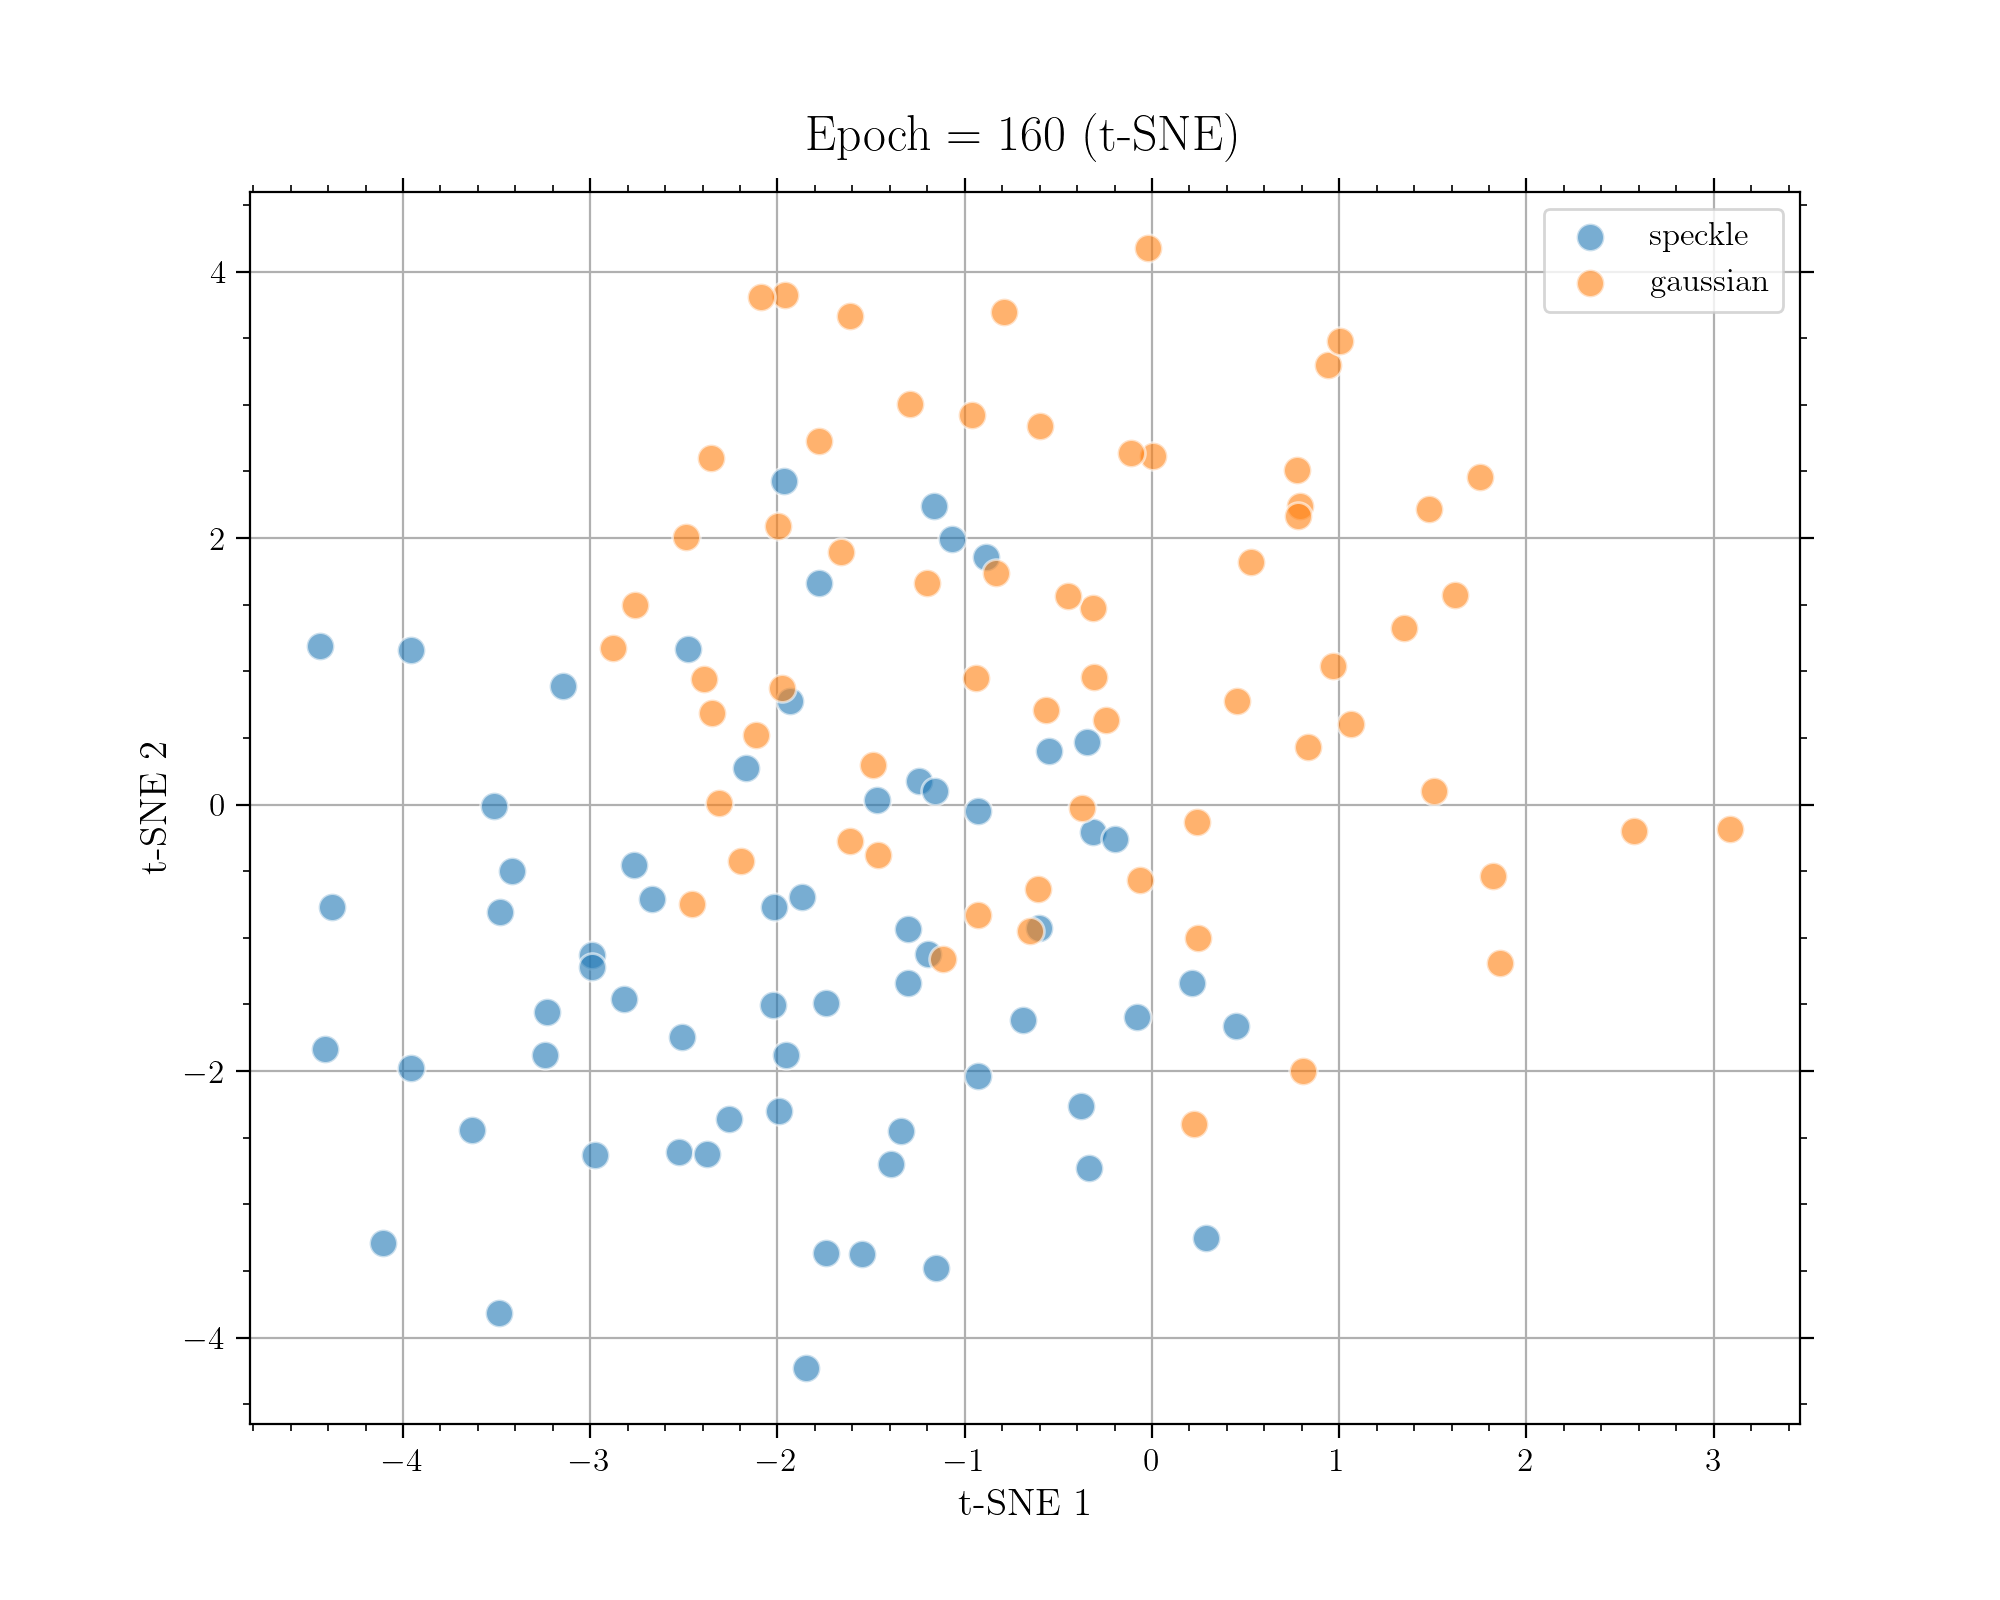 Epoch = 160 (t-SNE)
speckle
gaussian
4
2
0
−2
−4
t-SNE 2
−4 −3 −2 −1 0 1 2 3
t-SNE 1